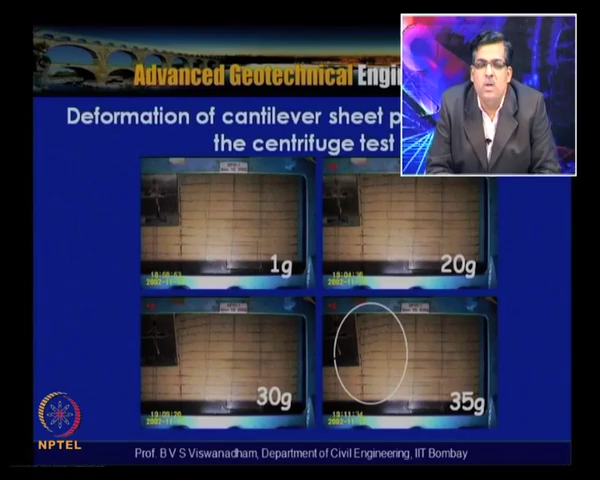 Advanced Geotechnical Engi
Deformation of cantilever sheet p
the centrifuge test
1g
20g
30g
35g
NPTEL
Prof. B V S Viswanadham, Department of Civil Engineering, IIT Bombay